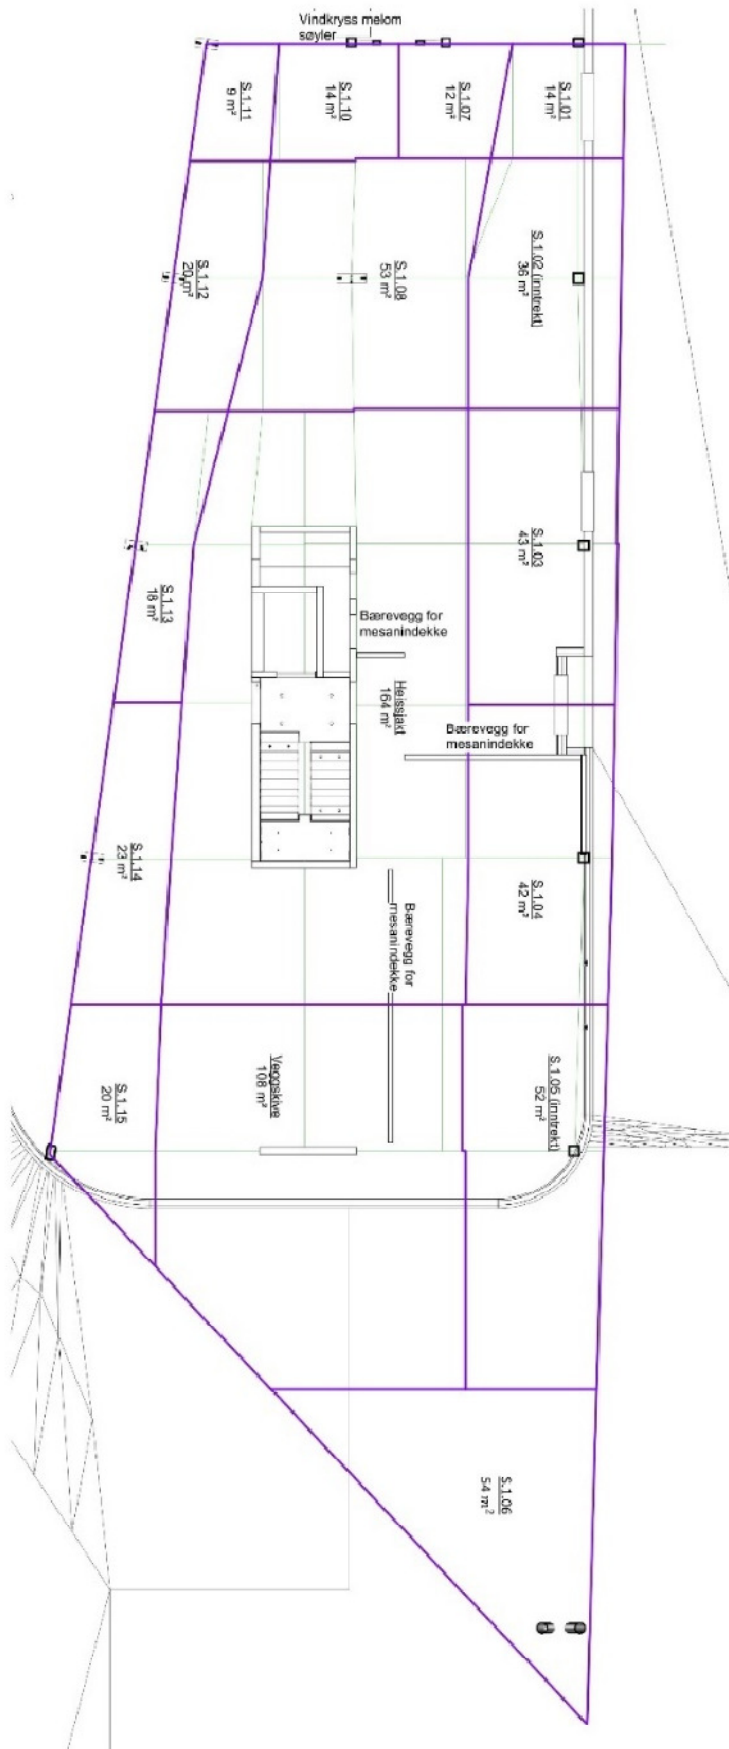 Vindkryss melom
søyler
S.1.11
9 m²
S.1.10
14 m²
S.1.07
12 m²
S.1.01
14 m²
S.1.12
20 m²
S.1.08
53 m²
S.1.02 (inntrekt)
36 m²
S.1.03
43 m²
S.1.13
18 m²
Bærevegg for
mesanindekke
Heissjakt
164 m²
Bærevegg for
mesanindekke
S.1.14
23 m²
S.1.04
42 m²
Bærevegg for
mesanindekke
S.1.15
20 m²
Veggskive
108 m²
S.1.05 (inntrekt)
52 m²
S.1.06
54 m²